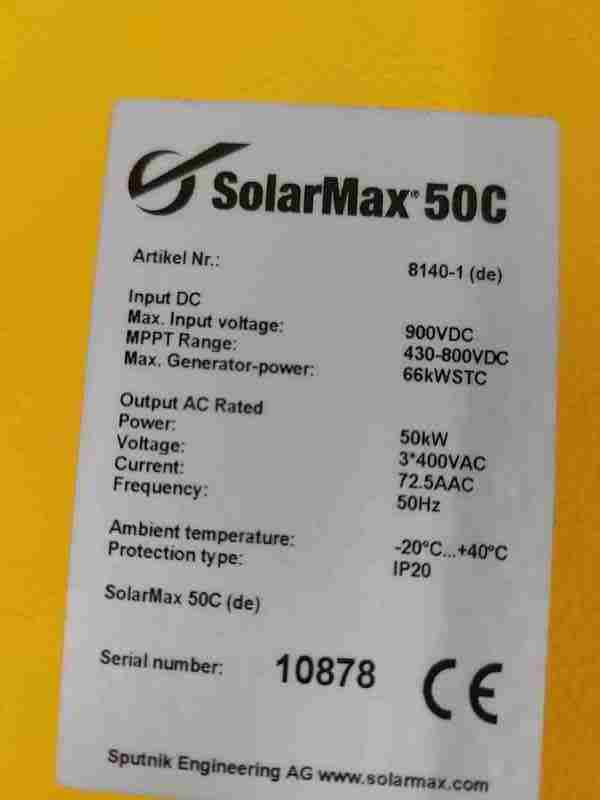 SolarMax® 50C
Artikel Nr.: 8140-1 (de)
Input DC
Max. Input voltage: 900VDC
MPPT Range: 430-800VDC
Max. Generator-power: 66kWSTC
Output AC Rated
Power: 50kW
Voltage: 3*400VAC
Current: 72.5AAC
Frequency: 50Hz
Ambient temperature: -20°C...+40°C
Protection type: IP20
SolarMax 50C (de)
Serial number: 10878 CE
Sputnik Engineering AG www.solarmax.com